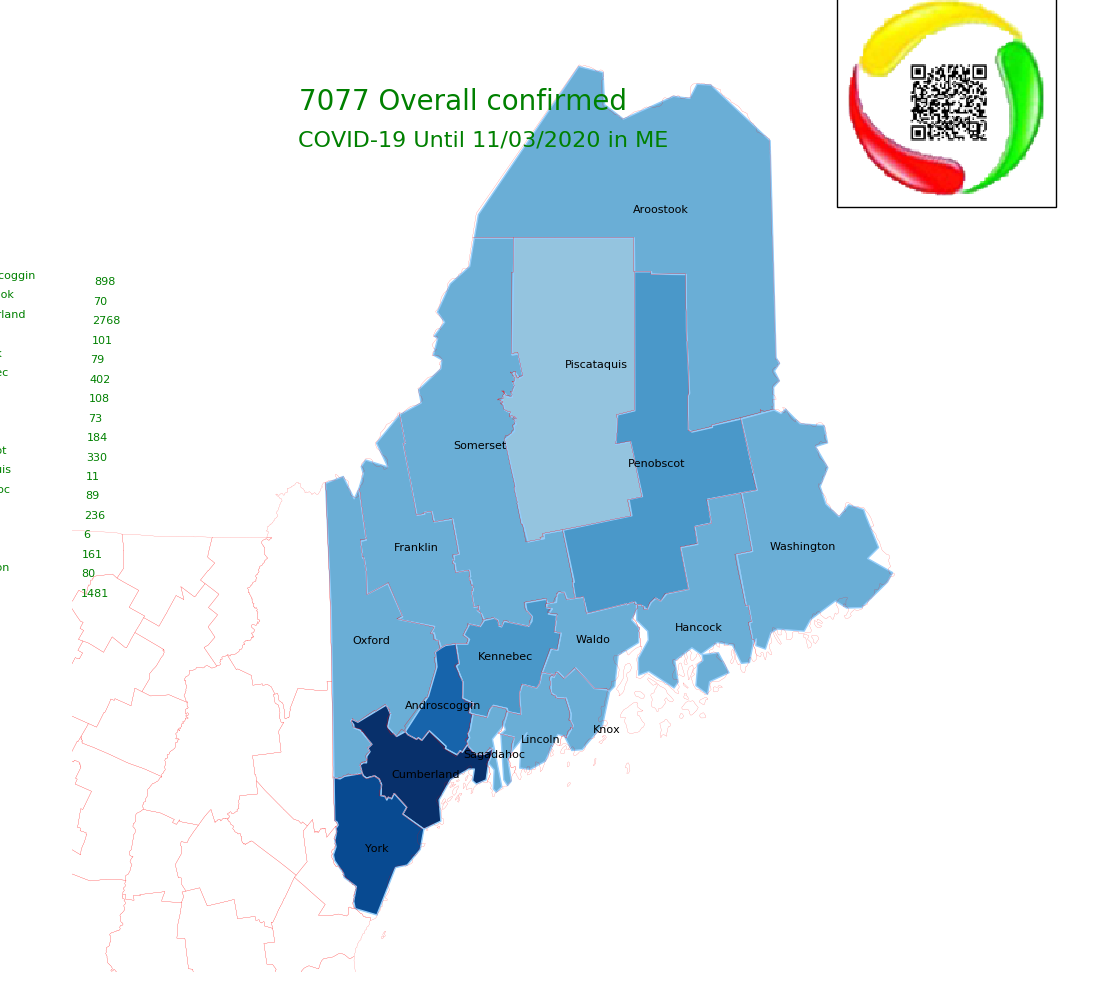 7077 Overall confirmed
COVID-19 Until 11/03/2020 in ME
Aroostook
coggin 898
ok 70
rland 2768
101
79
ec 402
108
73
184
ot 330
uis 11
oc 89
236
6
161
on 80
1481
Piscataquis
Somerset
Penobscot
Franklin
Washington
Hancock
Oxford
Waldo
Kennebec
Androscoggin
Knox
Lincoln
Sagadahoc
Cumberland
York